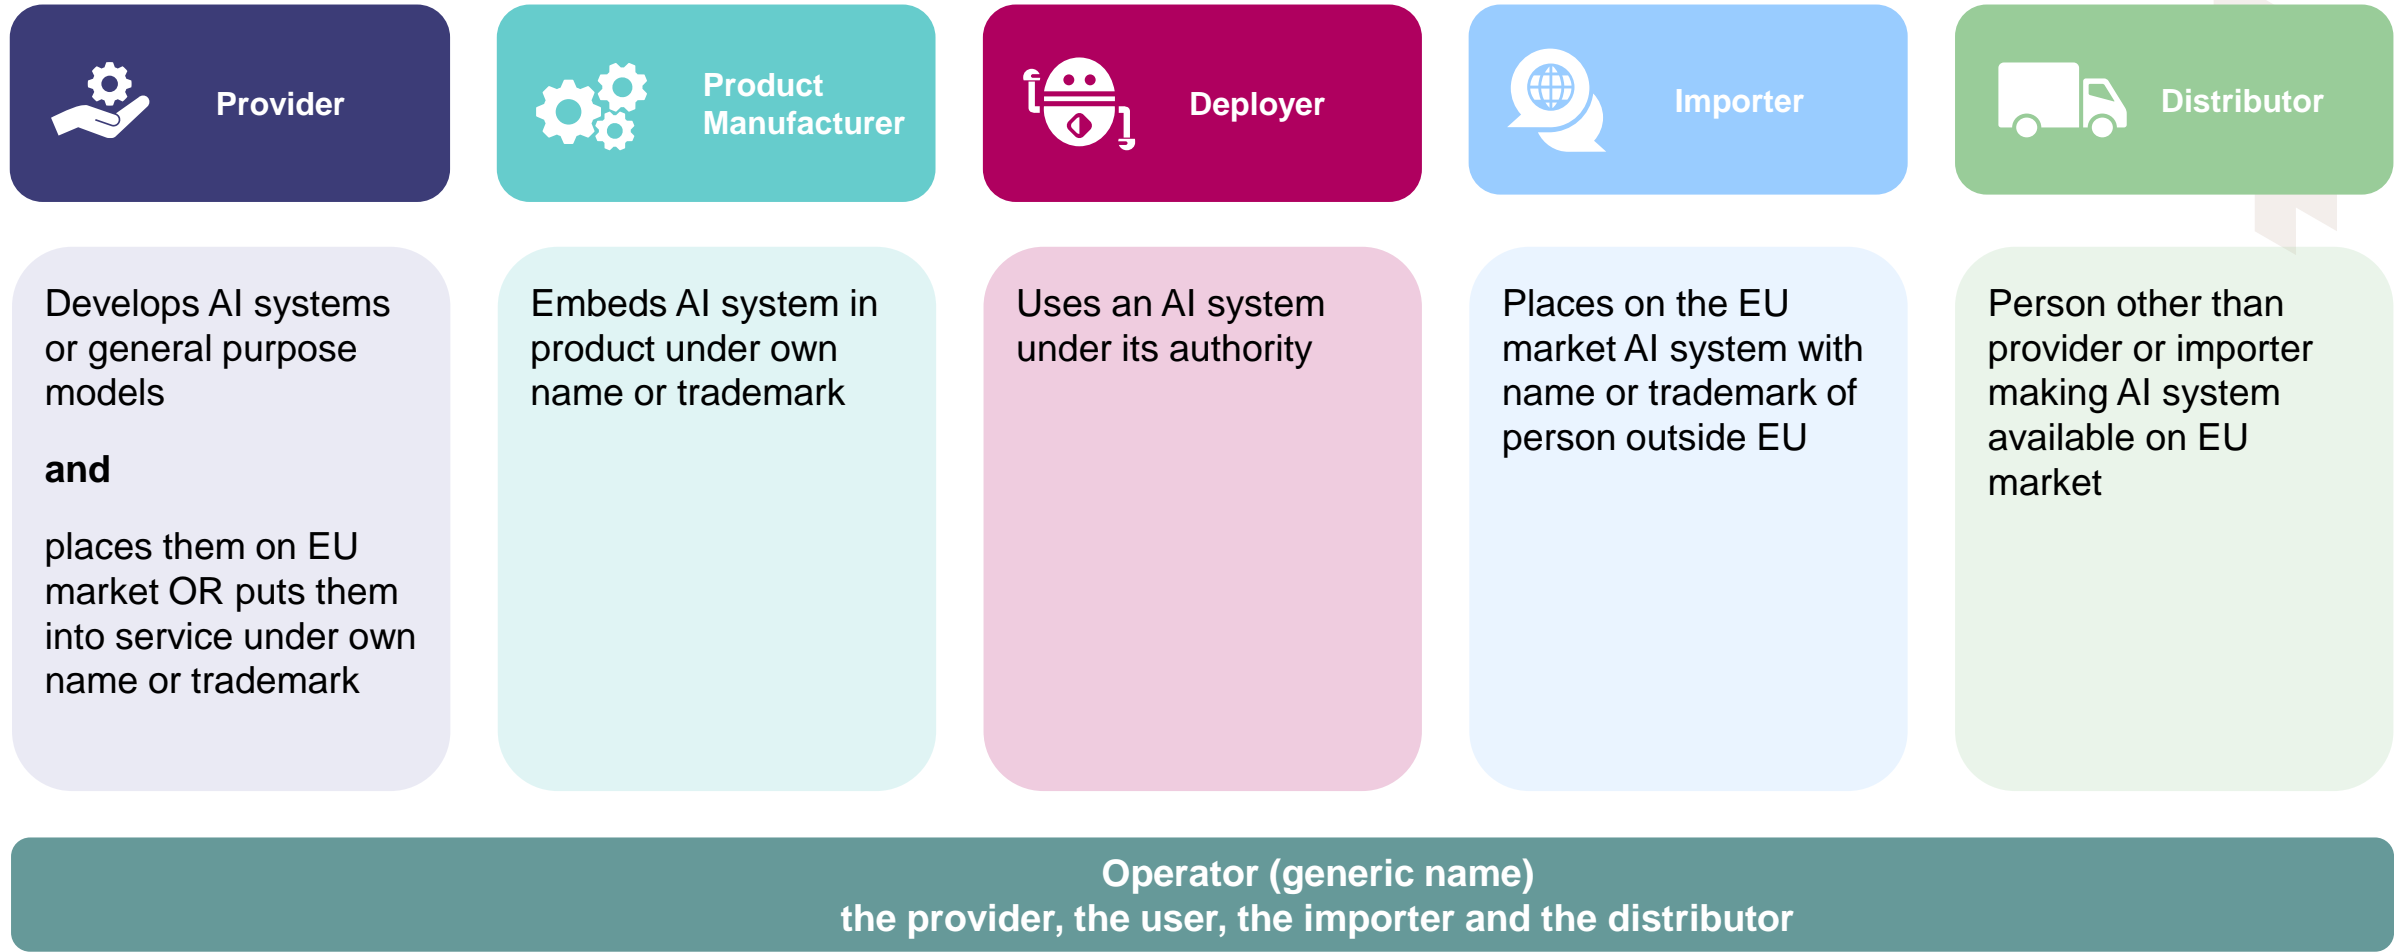 Provider
Product
Manufacturer
Deployer
Importer
Distributor
Develops AI systems
or general purpose
models
and
places them on EU
market OR puts them
into service under own
name or trademark
Embeds AI system in
product under own
name or trademark
Uses an AI system
under its authority
Places on the EU
market AI system with
name or trademark of
person outside EU
Person other than
provider or importer
making AI system
available on EU
market
Operator (generic name)
the provider, the user, the importer and the distributor